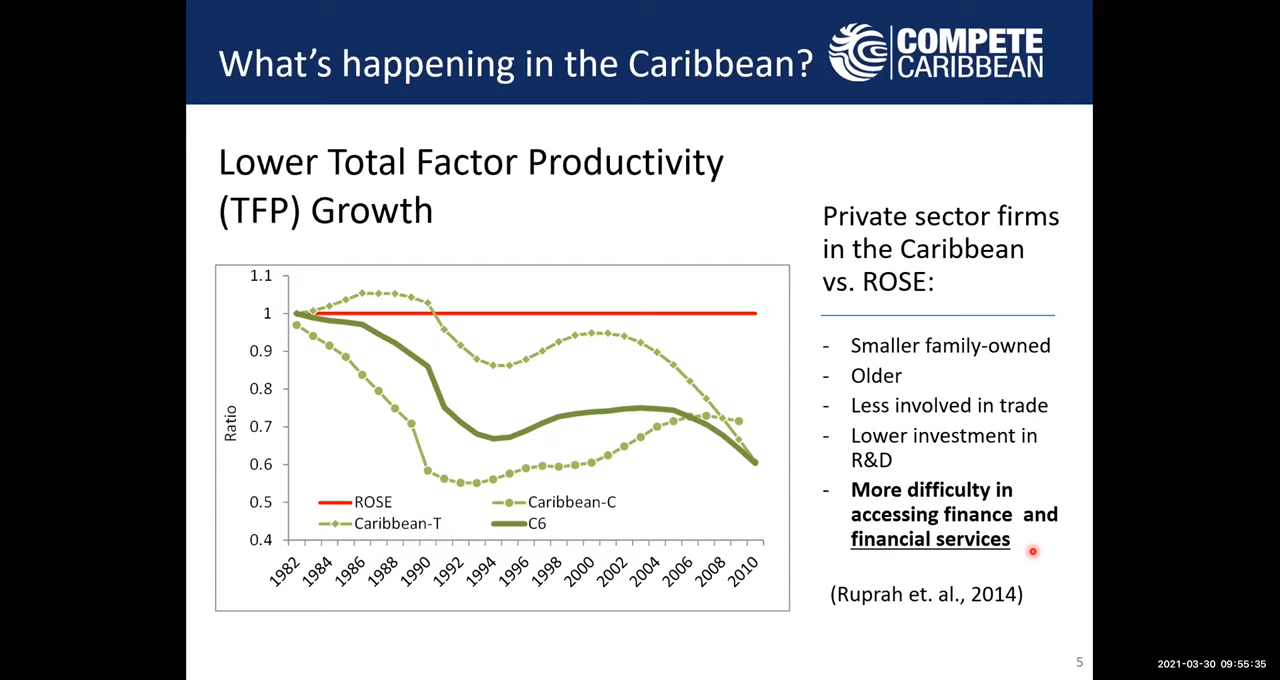 What's happening in the Caribbean?
COMPETE
CARIBBEAN
Lower Total Factor Productivity
(TFP) Growth
1.1
1
0.9
0.8
0.7
0.6
0.5
0.4
Ratio
ROSE
Caribbean-C
Caribbean-T
C6
1982
1984
1986
1988
1990
1992
1994
1996
1998
2000
2002
2004
2006
2008
2010
Private sector firms
in the Caribbean
vs. ROSE:
- Smaller family-owned
- Older
- Less involved in trade
- Lower investment in
R&D
- More difficulty in
accessing finance and
financial services
(Ruprah et. al., 2014)
5
2021-03-30 09:55:35